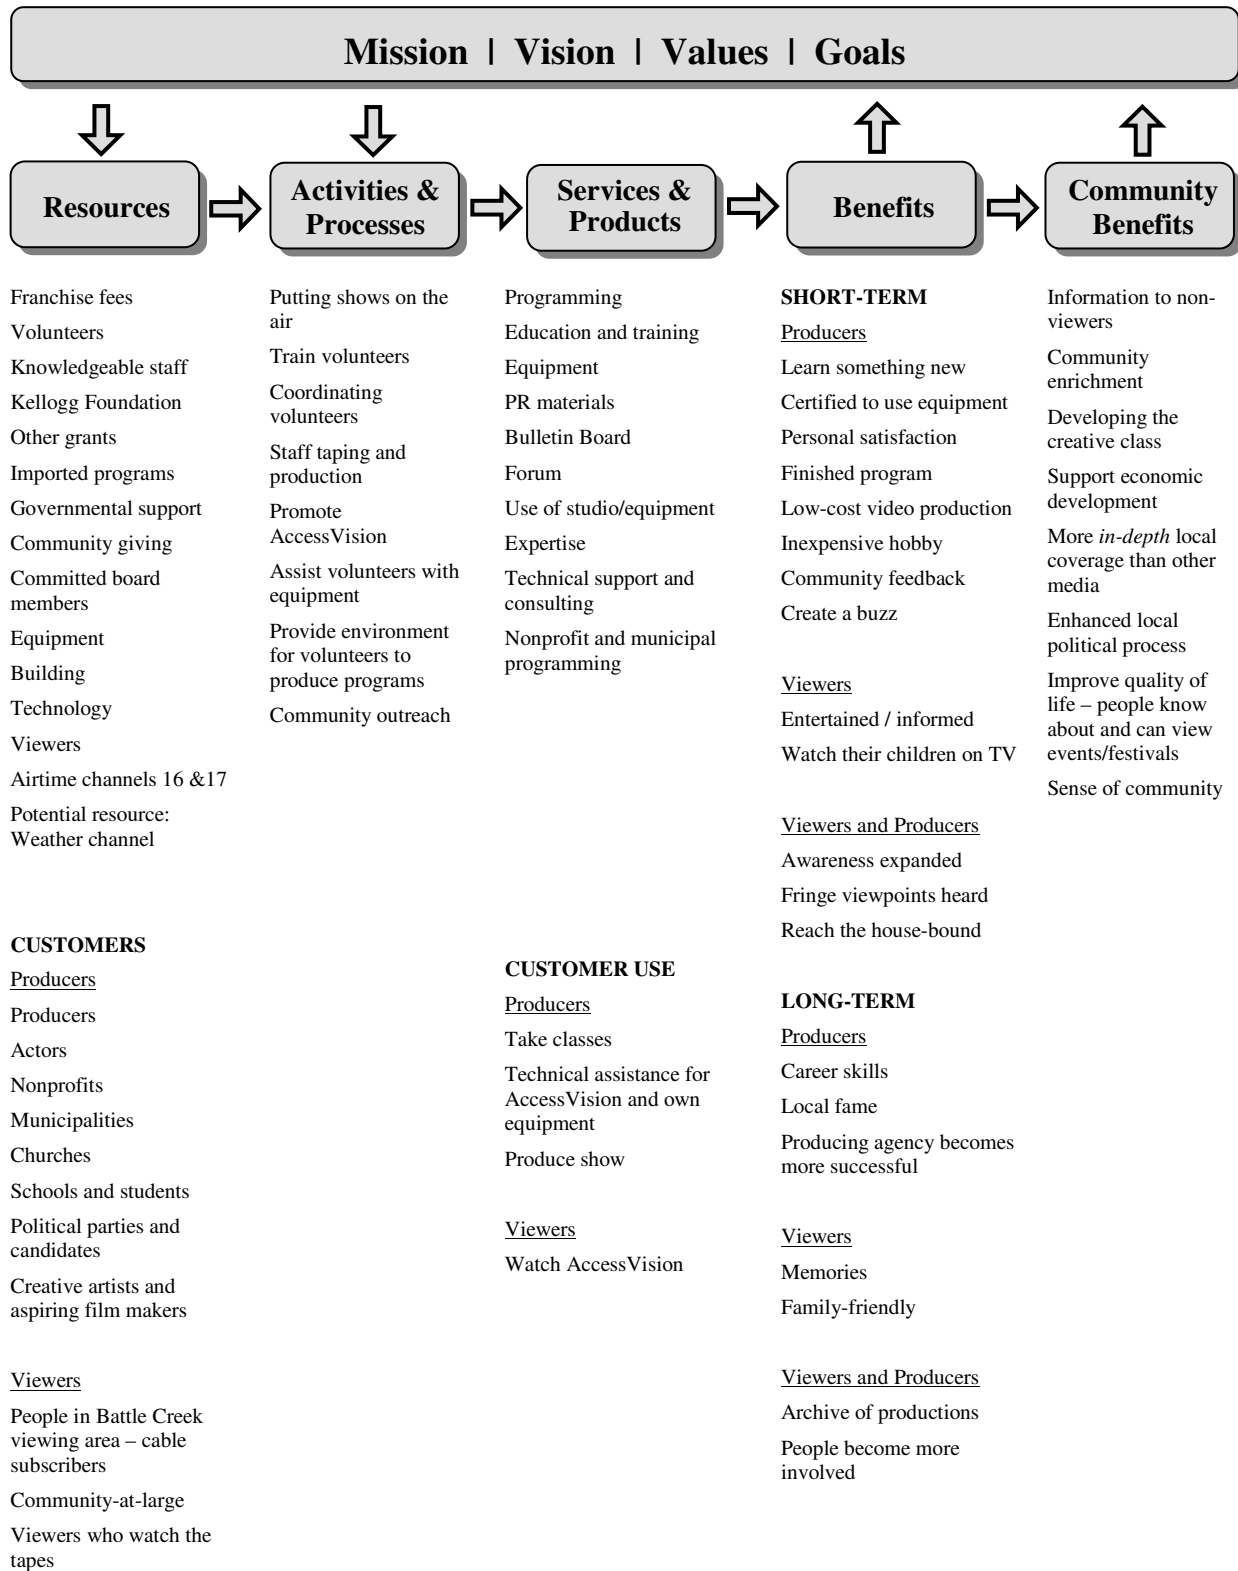 Mission | Vision | Values | Goals
Resources
Activities &
Processes
Services &
Products
Benefits
Community
Benefits
Franchise fees
Volunteers
Knowledgeable staff
Kellogg Foundation
Other grants
Imported programs
Governmental support
Community giving
Committed board
members
Equipment
Building
Technology
Viewers
Airtime channels 16 &17
Potential resource:
Weather channel
CUSTOMERS
Producers
Producers
Actors
Nonprofits
Municipalities
Churches
Schools and students
Political parties and
candidates
Creative artists and
aspiring film makers
Viewers
People in Battle Creek
viewing area – cable
subscribers
Community-at-large
Viewers who watch the
tapes
Putting shows on the
air
Train volunteers
Coordinating
volunteers
Staff taping and
production
Promote
AccessVision
Assist volunteers with
equipment
Provide environment
for volunteers to
produce programs
Community outreach
Programming
Education and training
Equipment
PR materials
Bulletin Board
Forum
Use of studio/equipment
Expertise
Technical support and
consulting
Nonprofit and municipal
programming
CUSTOMER USE
Producers
Take classes
Technical assistance for
AccessVision and own
equipment
Produce show
Viewers
Watch AccessVision
SHORT-TERM
Producers
Learn something new
Certified to use equipment
Personal satisfaction
Finished program
Low-cost video production
Inexpensive hobby
Community feedback
Create a buzz
Viewers
Entertained / informed
Watch their children on TV
Viewers and Producers
Awareness expanded
Fringe viewpoints heard
Reach the house-bound
LONG-TERM
Producers
Career skills
Local fame
Producing agency becomes
more successful
Viewers
Memories
Family-friendly
Viewers and Producers
Archive of productions
People become more
involved
Information to non-
viewers
Community
enrichment
Developing the
creative class
Support economic
development
More in-depth local
coverage than other
media
Enhanced local
political process
Improve quality of
life – people know
about and can view
events/festivals
Sense of community